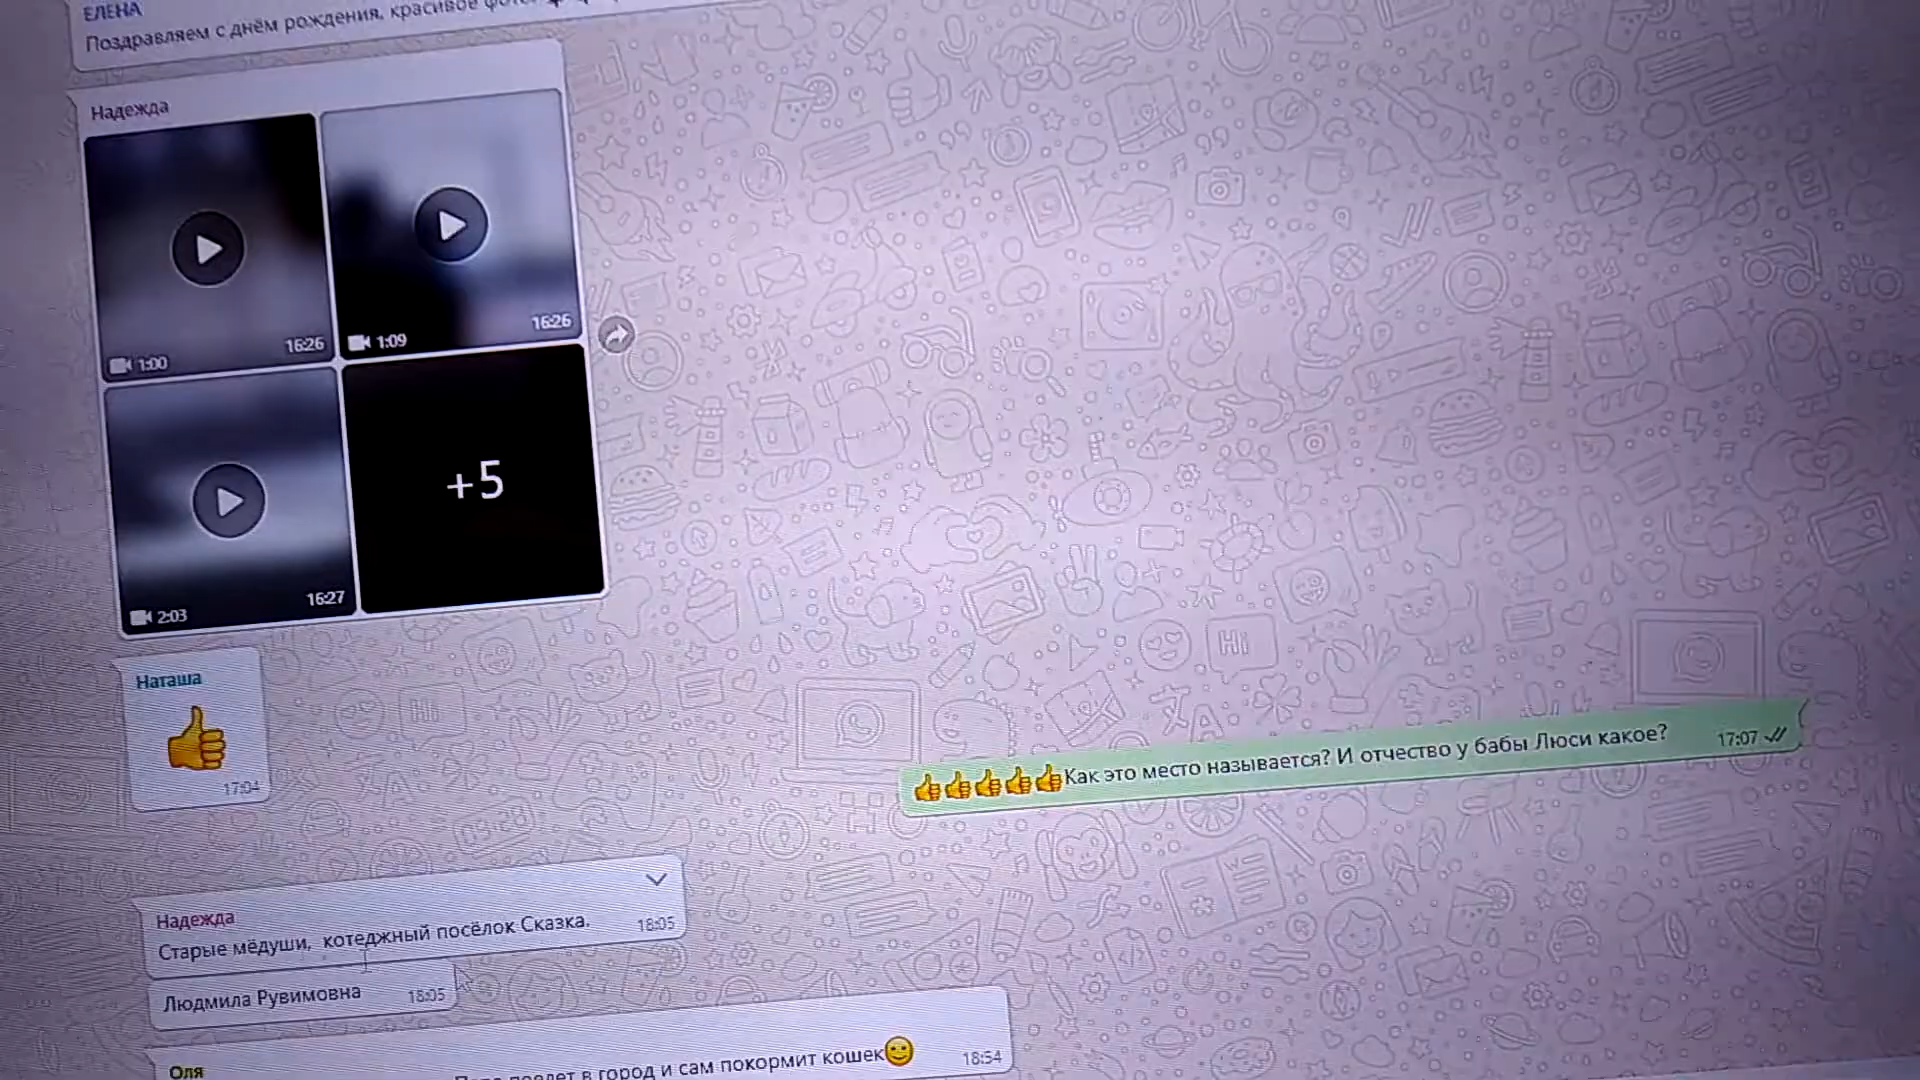 ЕЛЕНА
Поздравляем с днём рождения, красивое
Надежда
1:00 16:26
1:09 16:26
2:03 16:27
+5
Наташа
👍
17:04
👍👍👍👍👍Как это место называется? И отчество у бабы Люси какое? 17:07
Надежда
Старые мёдуши, котеджный посёлок Сказка. 18:05
Людмила Рувимовна 18:05
Оля
в город и сам покормит кошек🙂 18:54